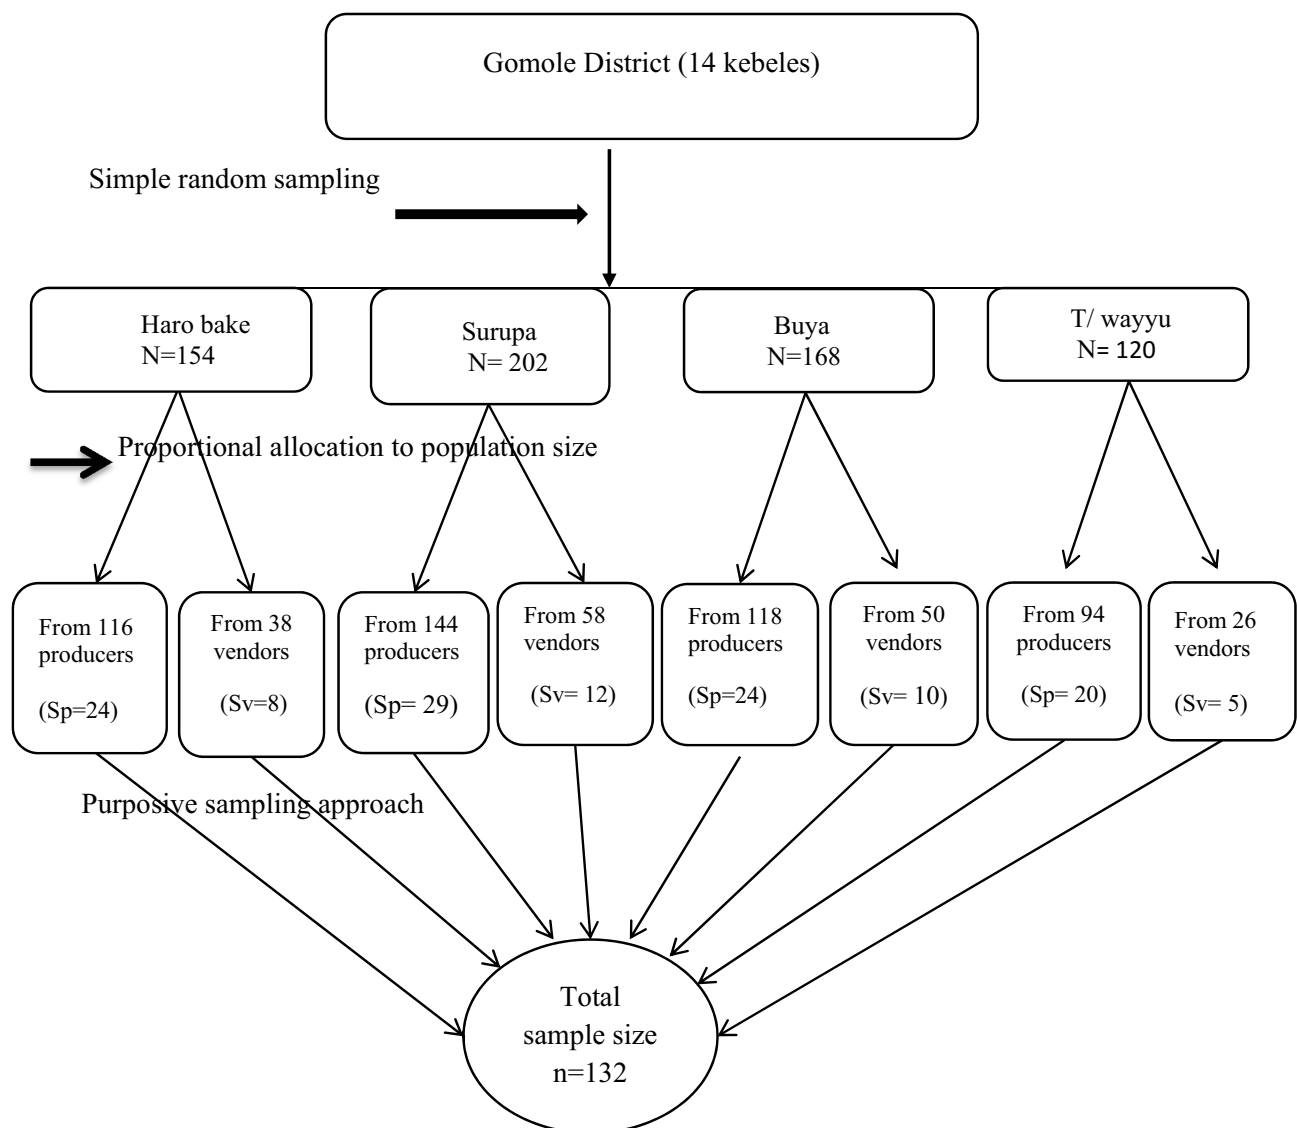 Gomole District (14 kebeles)
Simple random sampling
Haro bake
N=154
Surupa
N= 202
Buya
N=168
T/ wayyu
N= 120
Proportional allocation to population size
From 116
producers
(Sp=24)
From 38
vendors
(Sv=8)
From 144
producers
(Sp= 29)
From 58
vendors
(Sv= 12)
From 118
producers
(Sp=24)
From 50
vendors
(Sv= 10)
From 94
producers
(Sp= 20)
From 26
vendors
(Sv= 5)
Purposive sampling approach
Total
sample size
n=132